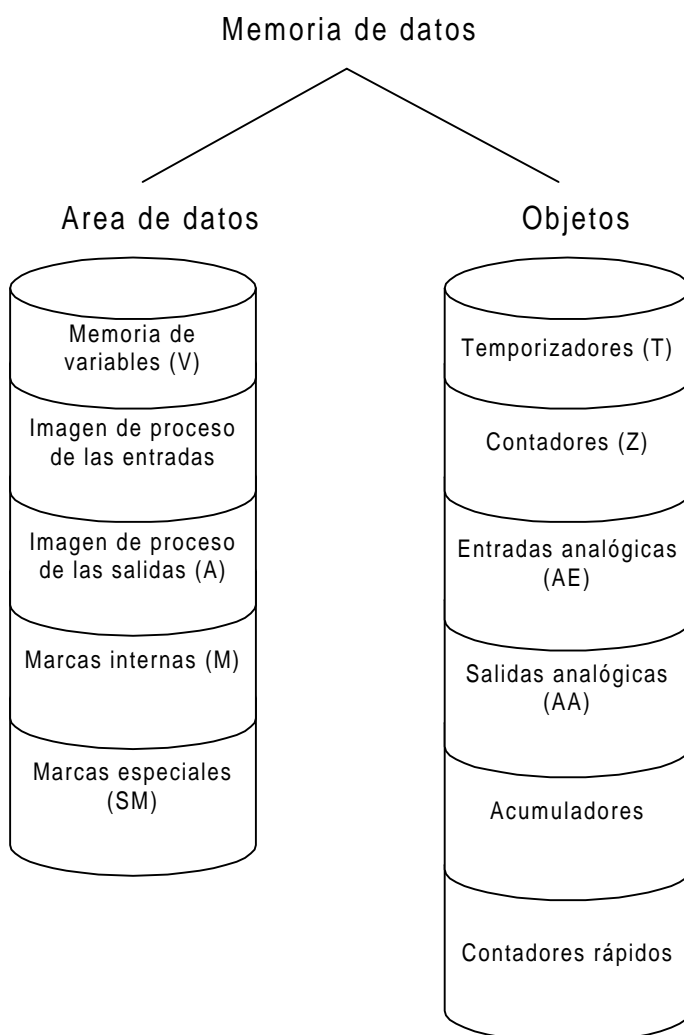 Memoria de datos
Area de datos
Memoria de
variables (V)
Imagen de proceso
de las entradas
Imagen de proceso
de las salidas (A)
Marcas internas (M)
Marcas especiales
(SM)
Objetos
Temporizadores (T)
Contadores (Z)
Entradas analógicas
(AE)
Salidas analógicas
(AA)
Acumuladores
Contadores rápidos